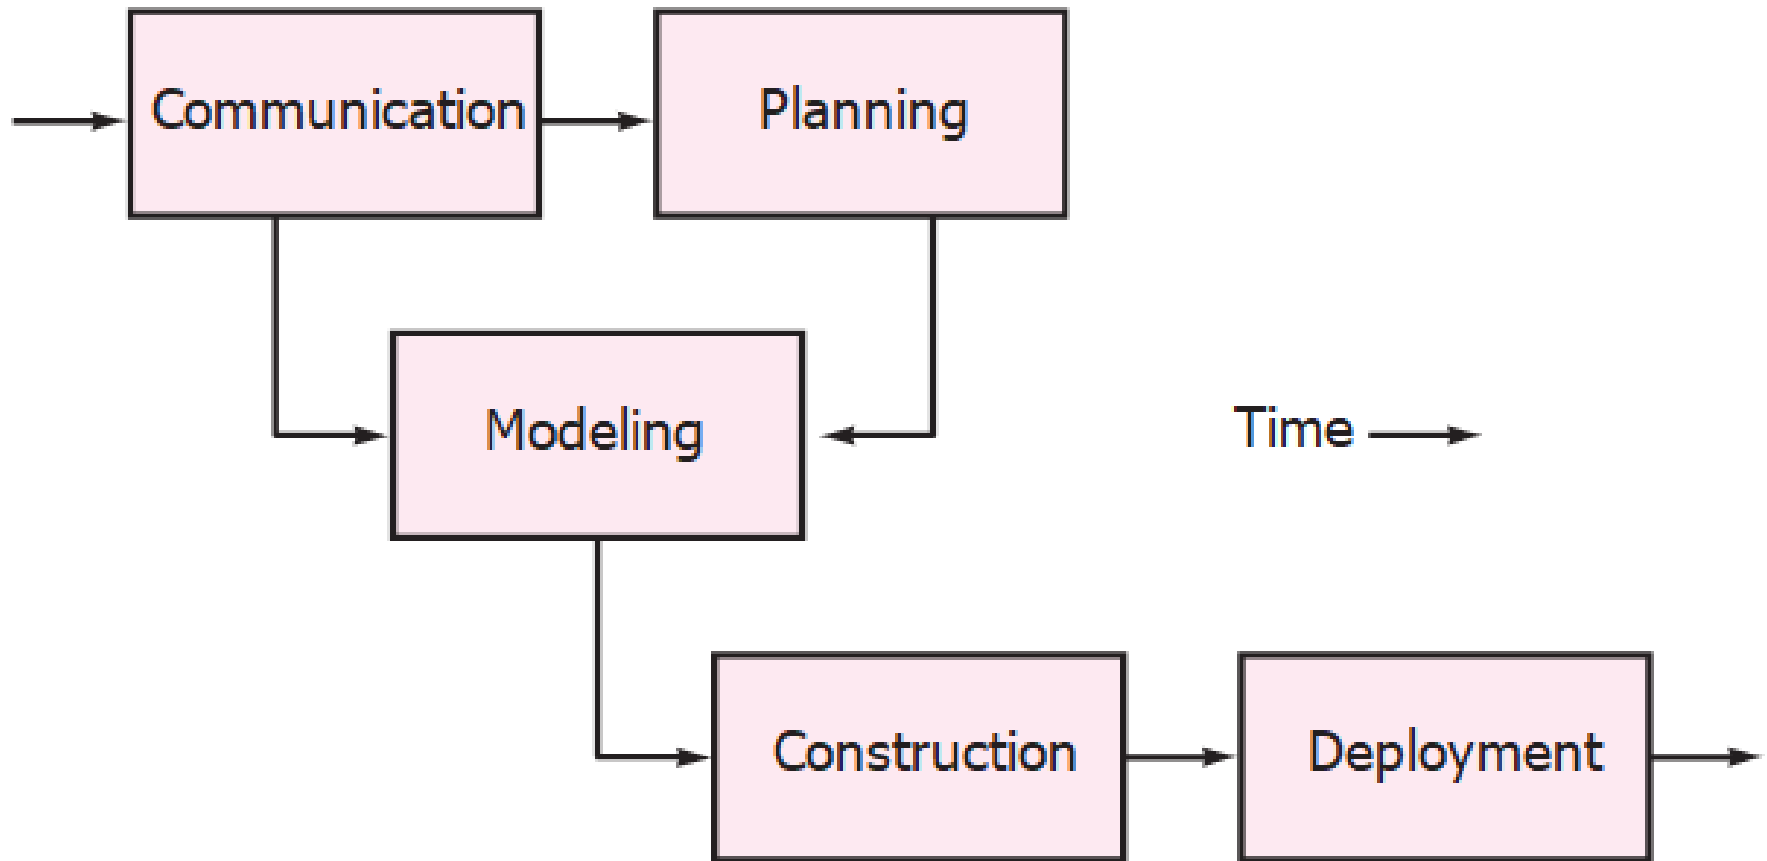 Communication
Planning
Modeling
Time
Construction
Deployment